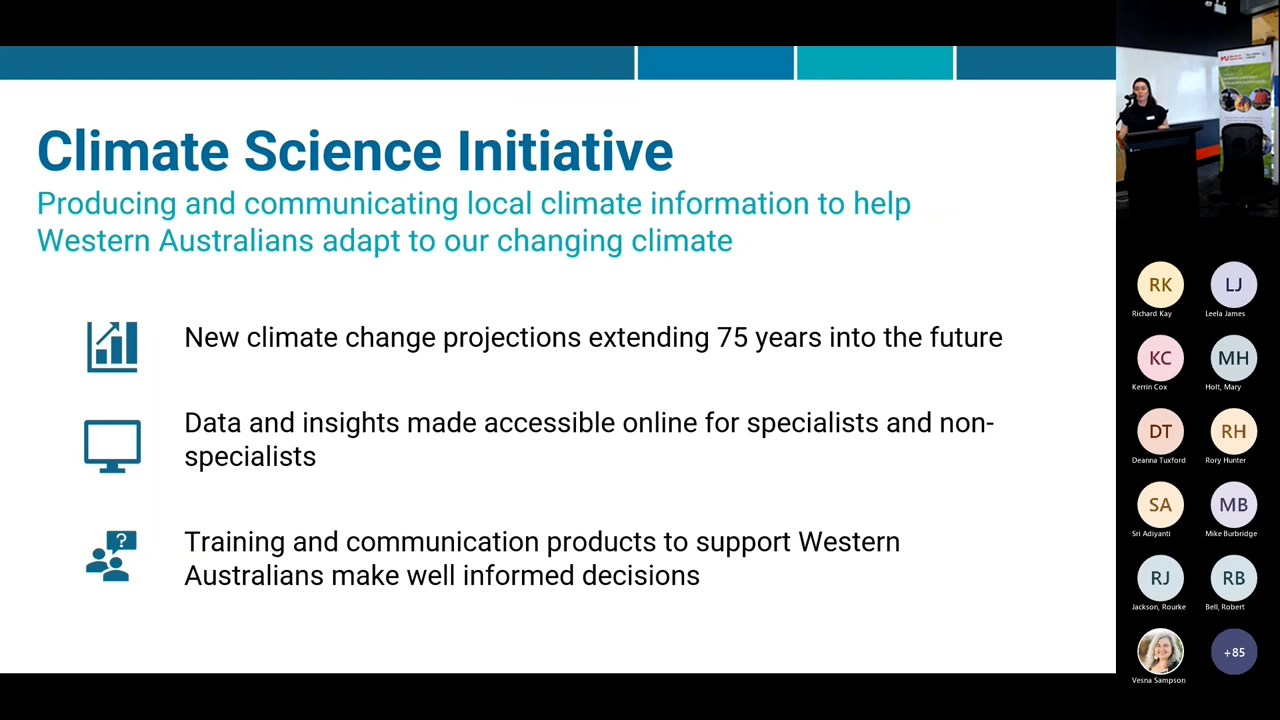 Climate Science Initiative
Producing and communicating local climate information to help
Western Australians adapt to our changing climate
New climate change projections extending 75 years into the future
Data and insights made accessible online for specialists and non-
specialists
?
Training and communication products to support Western
Australians make well informed decisions
RK
LJ
Richard Kay
Leela James
KC
MH
Kerrin Cox
Holt, Mary
DT
RH
Deanna Tuxford
Rory Hunter
SA
MB
Sri Adiyanti
Mike Burbridge
RJ
RB
Jackson, Rourke
Bell, Robert
+85
Vesna Sampson